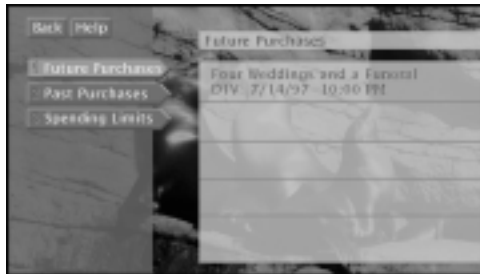 Back Help
Future Purchases
Future Purchases
Past Purchases
Spending Limits
Four Weddings and a Funeral
DTV 7/14/97 10:00 PM